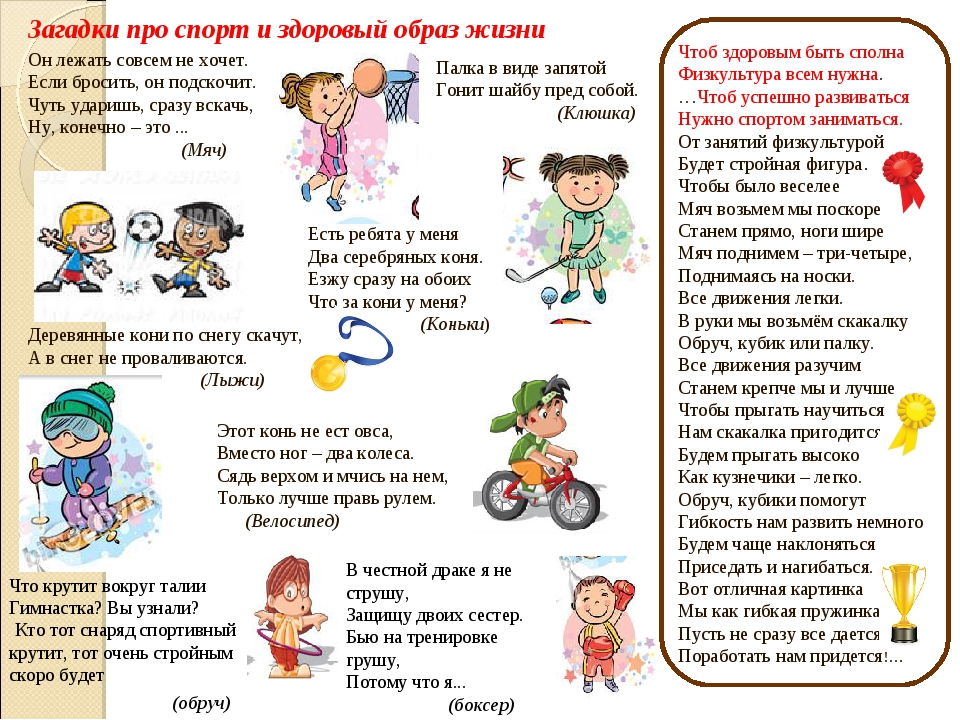 Загадки про спорт и здоровый образ жизни
Он лежать совсем не хочет.
Если бросить, он подскочит.
Чуть ударишь, сразу вскачь,
Ну, конечно – это ...
(Мяч)
Палка в виде запятой
Гонит шайбу пред собой.
(Клюшка)
Есть ребята у меня
Два серебряных коня.
Езжу сразу на обоих
Что за кони у меня?
(Коньки)
Деревянные кони по снегу скачут,
А в снег не проваливаются.
(Лыжи)
Этот конь не ест овса,
Вместо ног – два колеса.
Сядь верхом и мчись на нем,
Только лучше правь рулем.
(Велосипед)
Что крутит вокруг талии
Гимнастка? Вы узнали?
Кто тот снаряд спортивный
крутит, тот очень стройным
скоро будет
(обруч)
В честной драке я не
струшу,
Защищу двоих сестер.
Бью на тренировке
грушу,
Потому что я...
(боксер)
Чтоб здоровым быть сполна
Физкультура всем нужна.
…Чтоб успешно развиваться
Нужно спортом заниматься.
От занятий физкультурой
Будет стройная фигура.
Чтобы было веселее
Мяч возьмем мы поскоре
Станем прямо, ноги шире
Мяч поднимем – три-четыре,
Поднимаясь на носки.
Все движения легки.
В руки мы возьмём скакалку
Обруч, кубик или палку.
Все движения разучим
Станем крепче мы и лучше
Чтобы прыгать научиться
Нам скакалка пригодится
Будем прыгать высоко
Как кузнечики – легко.
Обруч, кубики помогут
Гибкость нам развить немного
Будем чаще наклоняться
Приседать и нагибаться.
Вот отличная картинка
Мы как гибкая пружинка
Пусть не сразу все дается
Поработать нам придется!...